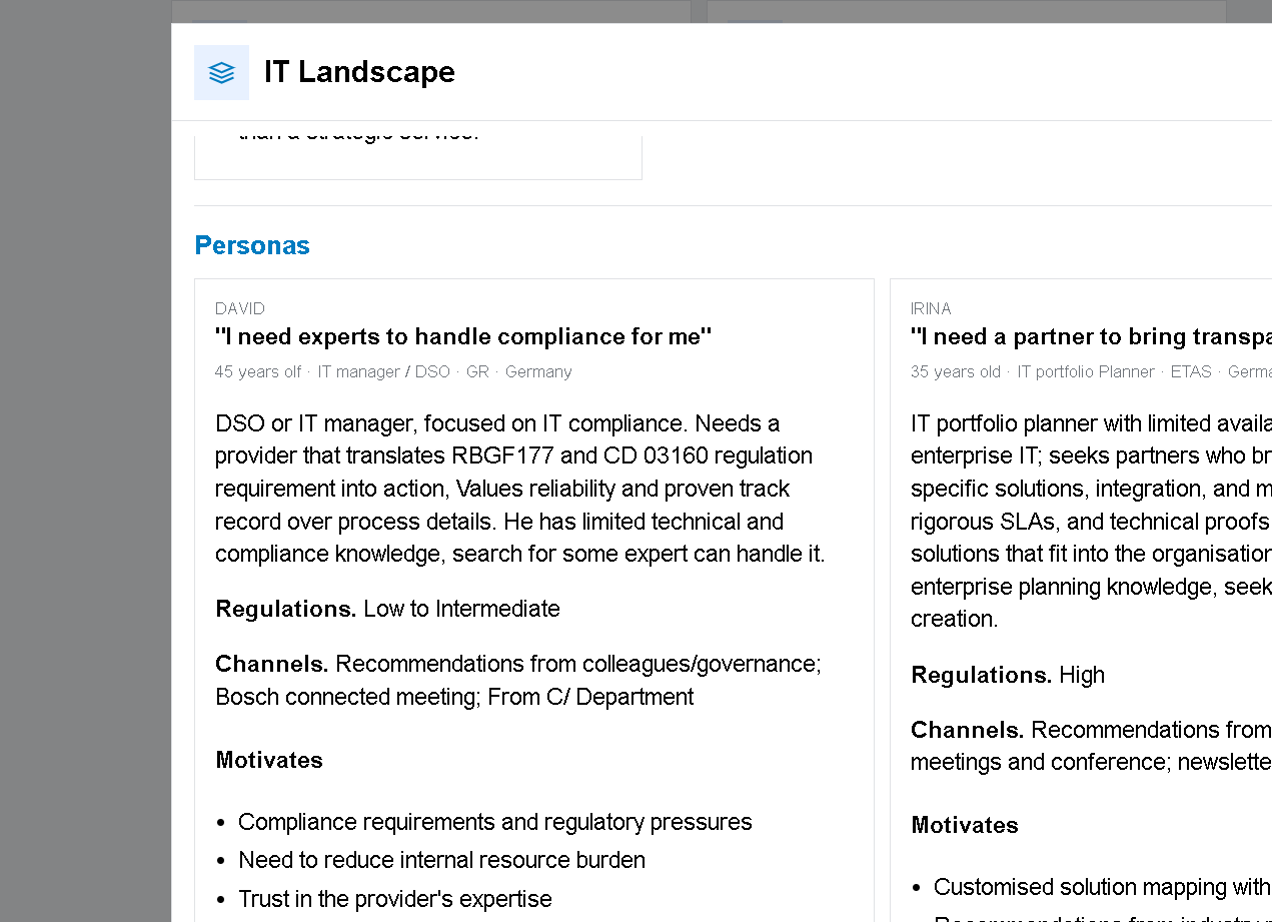 IT Landscape
than a strategic service.
Personas
DAVID
"I need experts to handle compliance for me"
45 years olf · IT manager / DSO · GR · Germany
DSO or IT manager, focused on IT compliance. Needs a
provider that translates RBGF177 and CD 03160 regulation
requirement into action, Values reliability and proven track
record over process details. He has limited technical and
compliance knowledge, search for some expert can handle it.
Regulations. Low to Intermediate
Channels. Recommendations from colleagues/governance;
Bosch connected meeting; From C/ Department
Motivates
• Compliance requirements and regulatory pressures
• Need to reduce internal resource burden
• Trust in the provider's expertise
IRINA
"I need a partner to bring transpa
35 years old · IT portfolio Planner · ETAS · Germa
IT portfolio planner with limited availa
enterprise IT; seeks partners who br
specific solutions, integration, and m
rigorous SLAs, and technical proofs
solutions that fit into the organisation
enterprise planning knowledge, seek
creation.
Regulations. High
Channels. Recommendations from
meetings and conference; newslette
Motivates
• Customised solution mapping with
Recommendations from industry